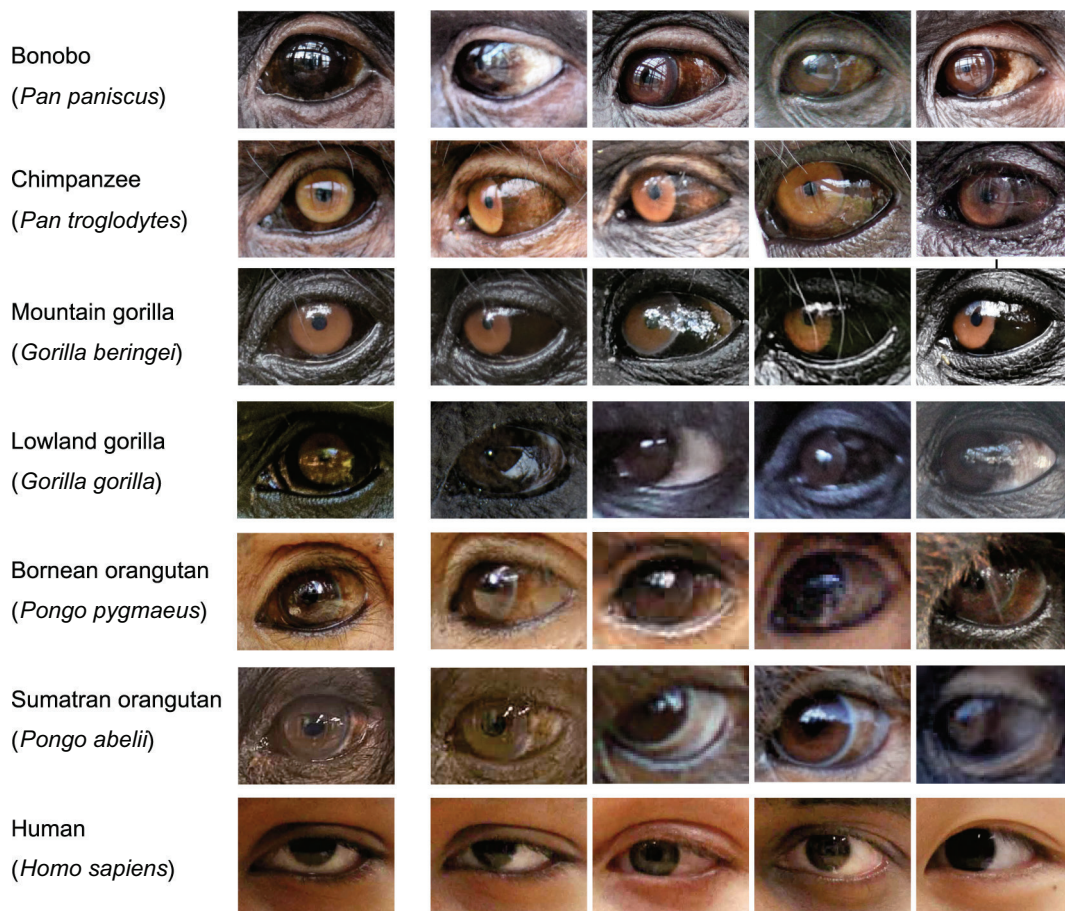 Bonobo
(Pan paniscus)
Chimpanzee
(Pan troglodytes)
Mountain gorilla
(Gorilla beringei)
Lowland gorilla
(Gorilla gorilla)
Bornean orangutan
(Pongo pygmaeus)
Sumatran orangutan
(Pongo abelii)
Human
(Homo sapiens)